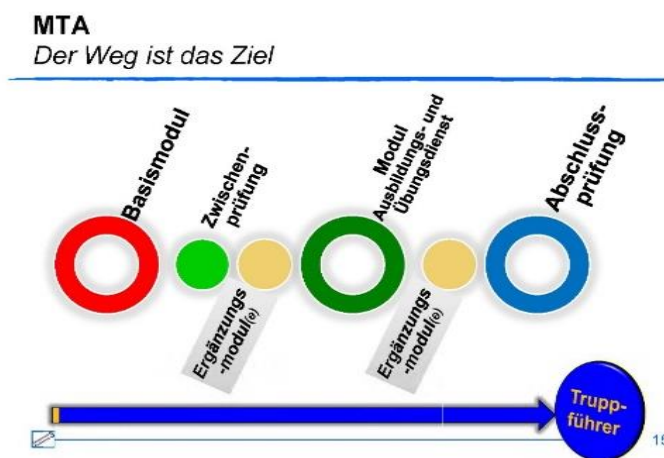 MTA
Der Weg ist das Ziel
Basismodul
Zwischen-
prüfung
Ergänzungs
-modul(e)
Modul
Ausbildungs- und
Übungsdienst
Ergänzungs
-modul(e)
Abschluss-
prüfung
Trupp-
führer
15